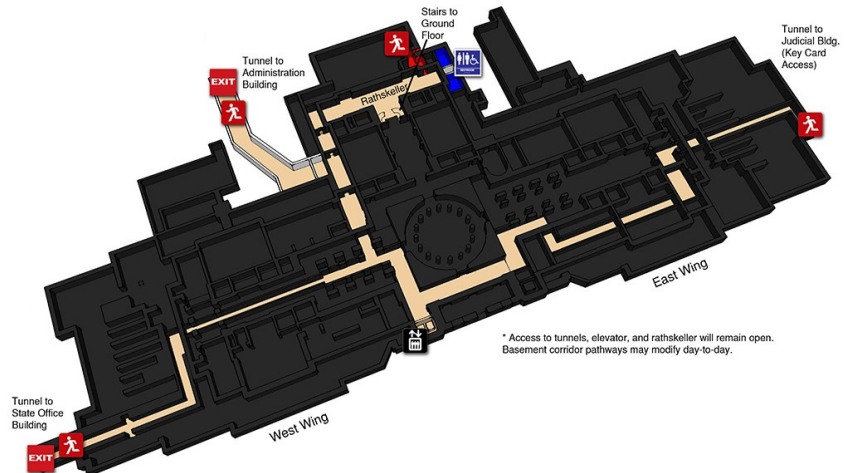 Stairs to
Ground
Floor
Tunnel to
Judicial Bldg.
(Key Card
Access)
EXIT
Tunnel to
Administration
Building
Rathskeller
East Wing
* Access to tunnels, elevator, and rathskeller will remain open.
Basement corridor pathways may modify day-to-day.
Tunnel to
State Office
Building
West Wing
EXIT